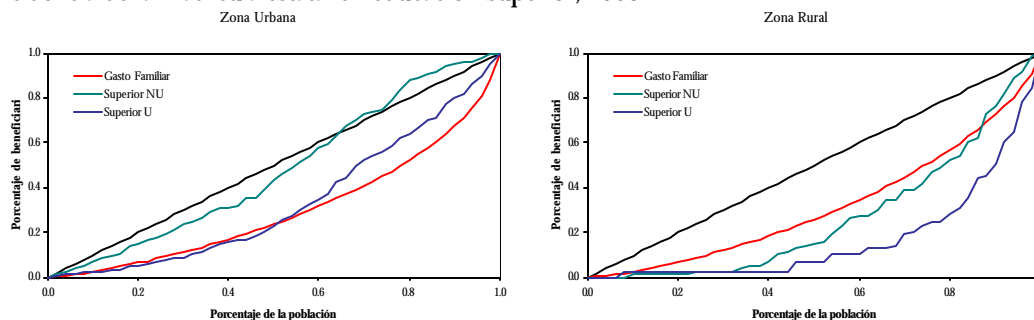 Zona Urbana
Porcentaje de beneficiari
1.0
0.8
0.6
0.4
0.2
0.0
Gasto Familiar
Superior NU
Superior U
0.0 0.2 0.4 0.6 0.8 1.0
Porcentaje de la población
Zona Rural
Porcentaje de beneficiari
1.0
0.8
0.6
0.4
0.2
0.0
Gasto Familiar
Superior NU
Superior U
0.0 0.2 0.4 0.6 0.8
Porcentaje de la población